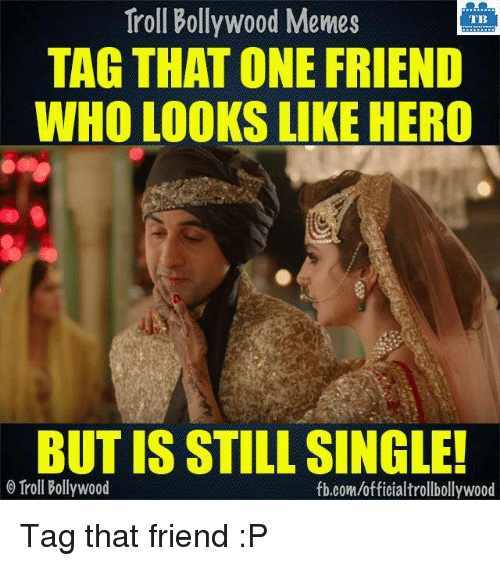 Troll Bollywood Memes
TB
TAG THAT ONE FRIEND
WHO LOOKS LIKE HERO
BUT IS STILL SINGLE!
© Troll Bollywood
fb.com/officialtrollbollywood
Tag that friend :P